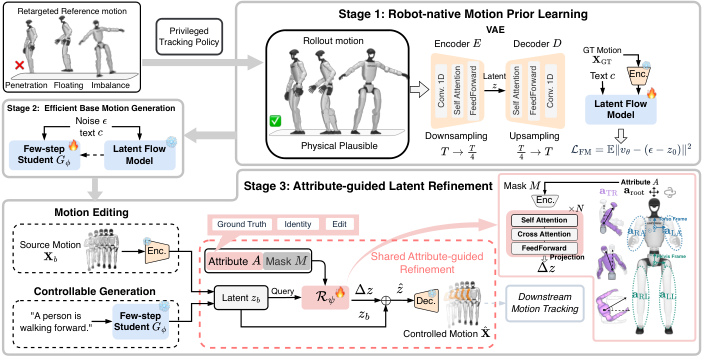 Retargeted Reference motion
Penetration Floating Imbalance
Privileged
Tracking Policy
Stage 1: Robot-native Motion Prior Learning
Rollout motion
Physical Plausible
VAE
Encoder E
Decoder D
Conv. 1D
Self Attention
FeedForward
Latent
z
Conv. 1D
Self Attention
FeedForward
Downsampling
T → T/4
Upsampling
T/4 → T
GT Motion
X_GT
Text c
Enc.
Latent Flow
Model
L_FM = 𝔼||v_θ − (ϵ − z_0)||²
Stage 2: Efficient Base Motion Generation
Noise ϵ
text c
Few-step
Student G_ϕ
Latent Flow
Model
Stage 3: Attribute-guided Latent Refinement
Motion Editing
Source Motion
X_b
Enc.
Controllable Generation
"A person is
walking forward."
Few-step
Student G_ϕ
Ground Truth
Identity
Edit
Attribute A
Mask M
Shared Attribute-guided
Refinement
Latent z_b
Query
R_ψ
Δz
z_b
ẑ
Dec.
Controlled Motion X̂
Downstream
Motion Tracking
Mask M
Attribute A
Enc.
×N
Self Attention
Cross Attention
FeedForward
Projection
Δz
a_TR
a_root
a_RA
a_LA
a_RL
a_LL